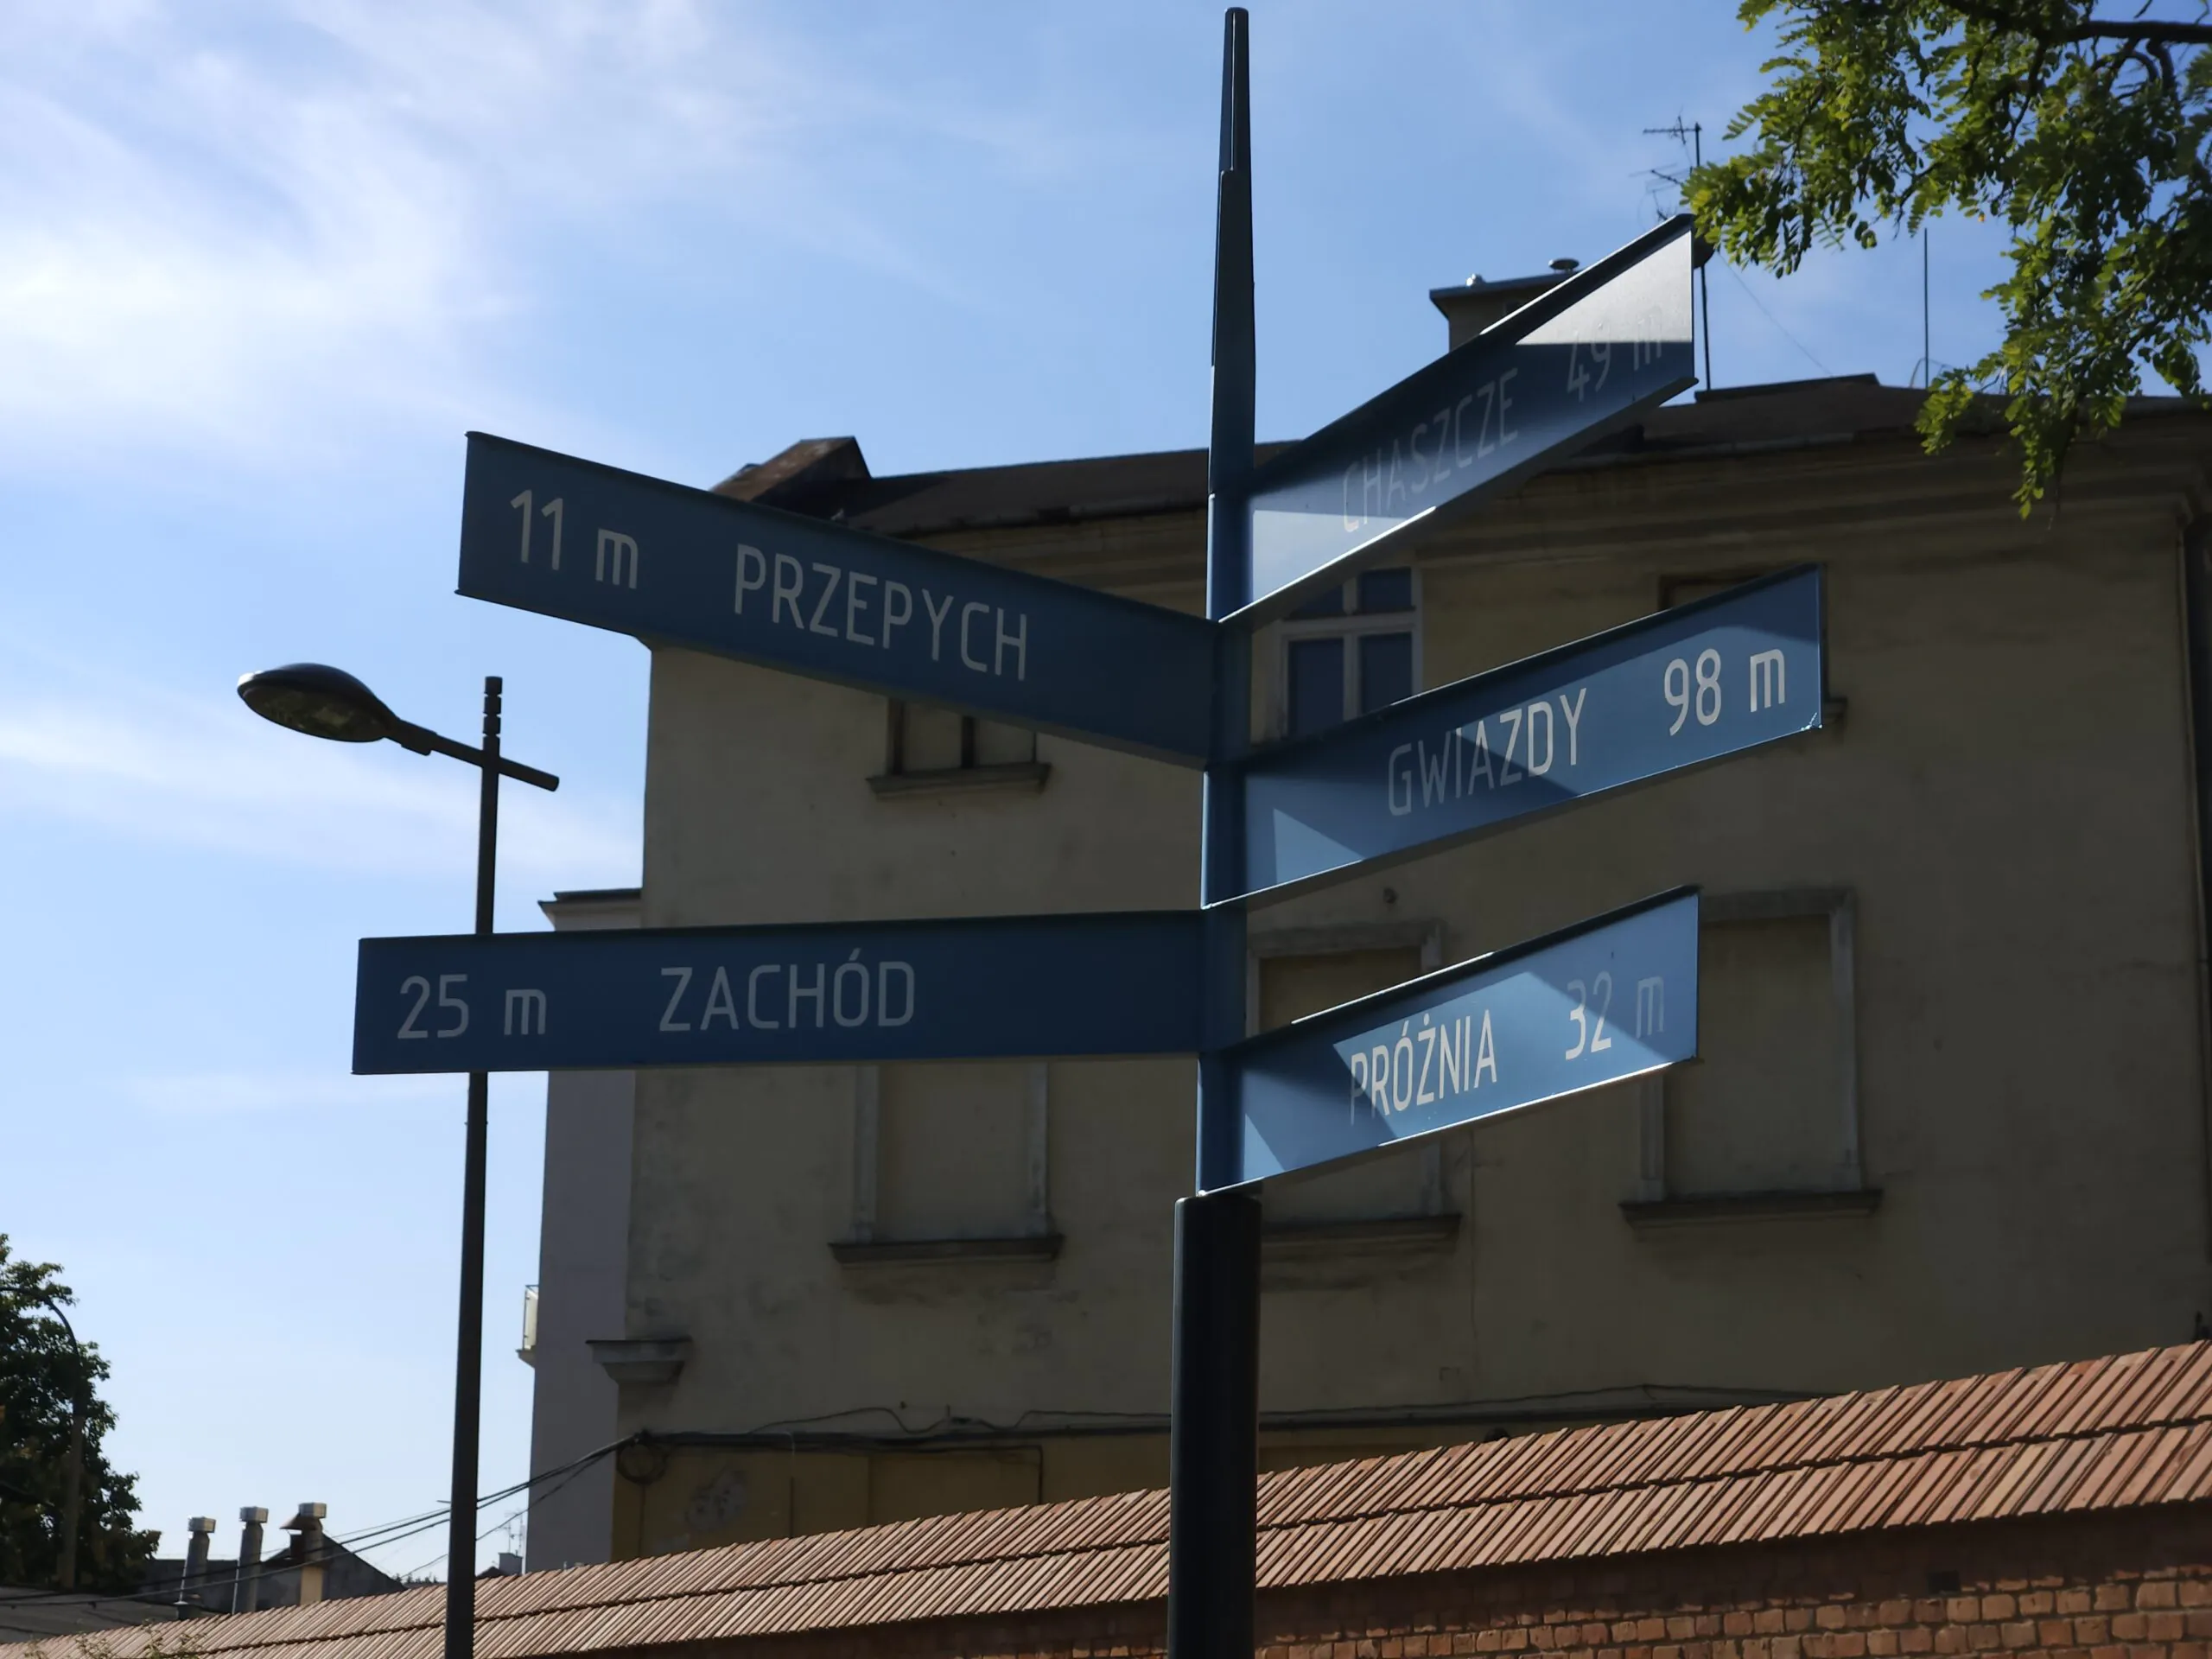 CHASZCZE 49 m
11 m PRZEPYCH
GWIAZDY 98 m
25 m ZACHÓD
PRÓŻNIA 32 m